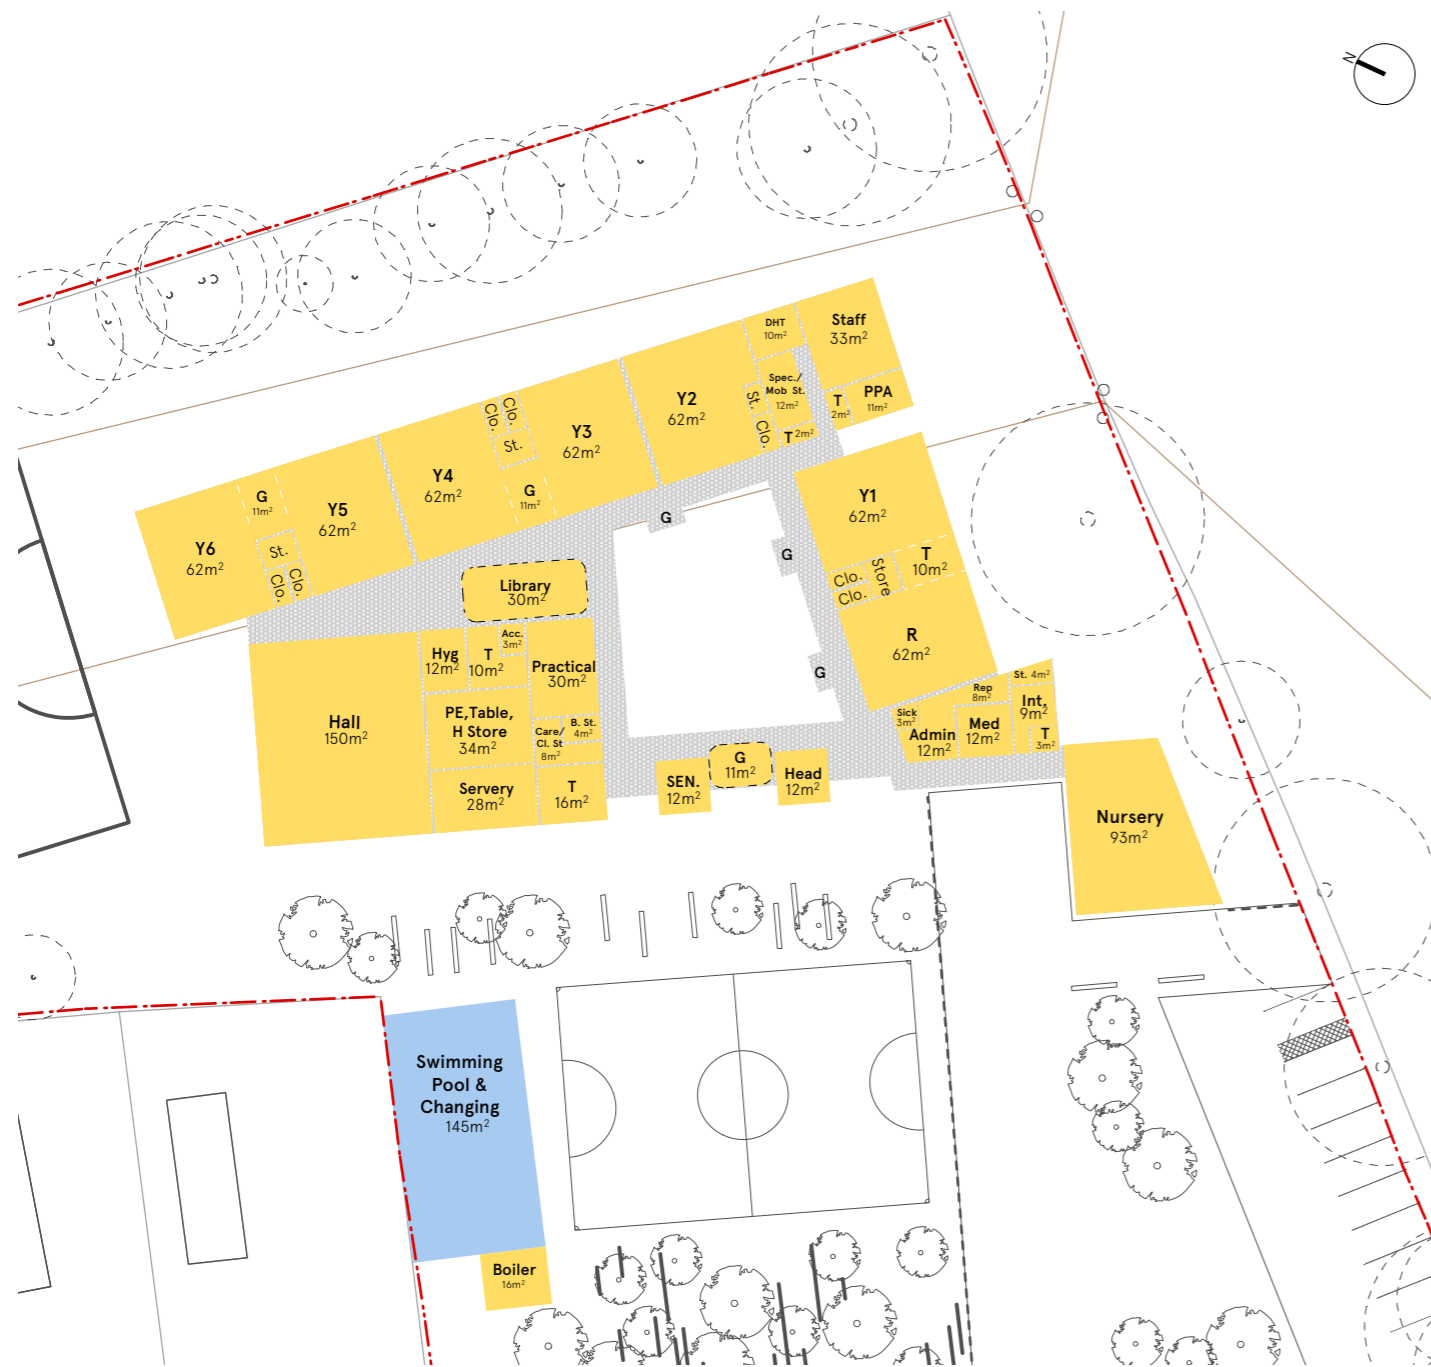 N
DHT
10m²
Staff
33m²
Spec./
Mob St.
12m²
St.
Clo.
T 2m²
T
2m²
PPA
11m²
Y2
62m²
Clo.
Clo.
St.
Y3
62m²
G
11m²
Y4
62m²
G
11m²
Y5
62m²
St.
Clo.
Clo.
Y6
62m²
G
G
G
Y1
62m²
T
10m²
Clo.
Clo.
Store
R
62m²
Library
30m²
Hall
150m²
Hyg
12m²
T
10m²
Acc.
3m²
Practical
30m²
PE,Table,
H Store
34m²
Care/
Cl. St
8m²
B. St.
4m²
Servery
28m²
T
16m²
SEN.
12m²
G
11m²
Head
12m²
Sick
3m²
Admin
12m²
Rep
8m²
Med
12m²
St. 4m²
Int,
9m²
T
3m²
Nursery
93m²
Swimming
Pool &
Changing
145m²
Boiler
16m²